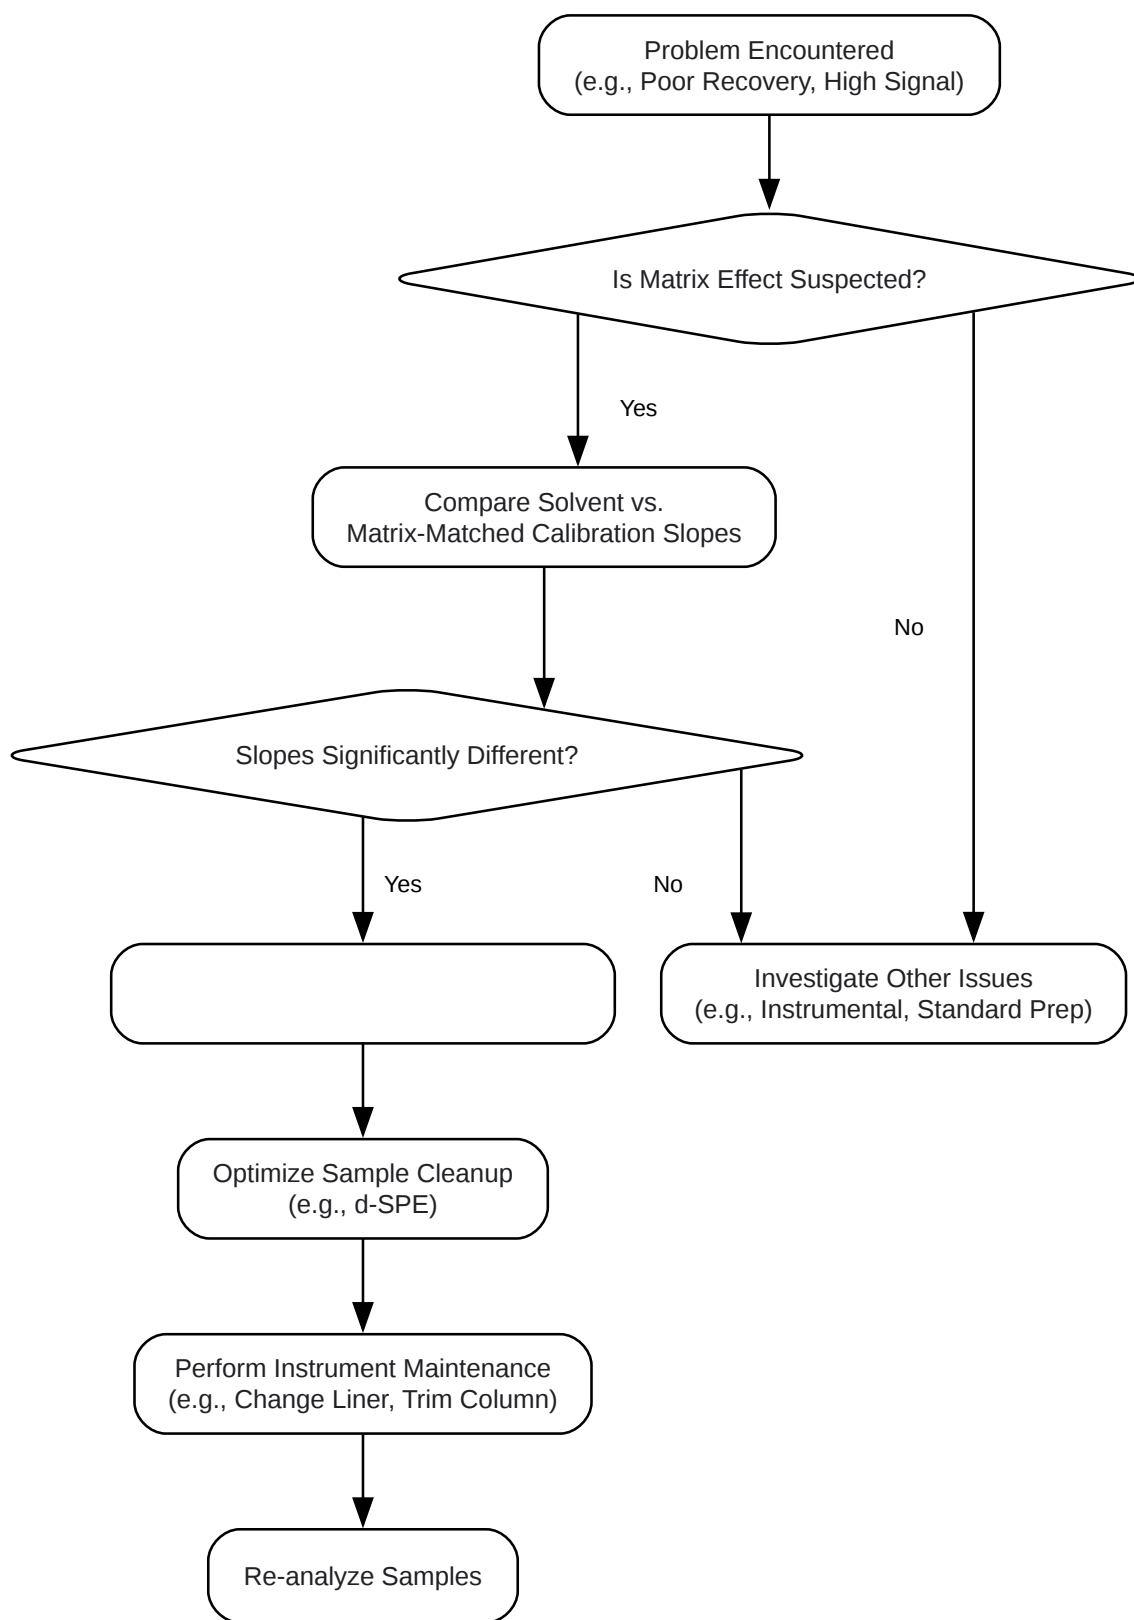 Problem Encountered
(e.g., Poor Recovery, High Signal)
Is Matrix Effect Suspected?
Yes
Compare Solvent vs.
Matrix-Matched Calibration Slopes
No
Slopes Significantly Different?
Yes
No
Investigate Other Issues
(e.g., Instrumental, Standard Prep)
Optimize Sample Cleanup
(e.g., d-SPE)
Perform Instrument Maintenance
(e.g., Change Liner, Trim Column)
Re-analyze Samples